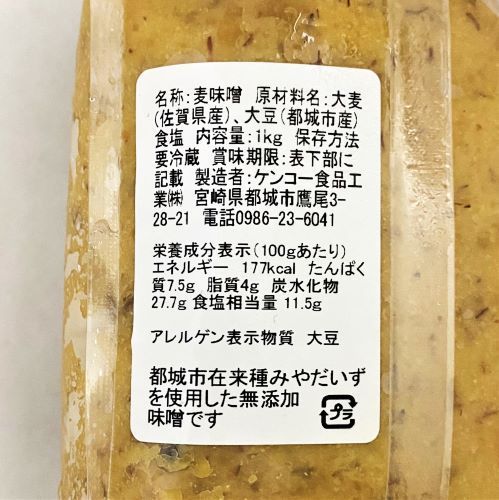 名称:麦味噌 原材料名:大麦
(佐賀県産)、大豆(都城市産)
食塩 内容量:1kg 保存方法
要冷蔵 賞味期限:表下部に
記載 製造者:ケンコー食品工
業㈱ 宮崎県都城市鷹尾3-
28-21 電話0986-23-6041
栄養成分表示(100gあたり)
エネルギー 177kcal たんぱく
質7.5g 脂質4g 炭水化物
27.7g 食塩相当量 11.5g
アレルゲン表示物質 大豆
都城市在来種みやだいず
を使用した無添加
味噌です
プラ